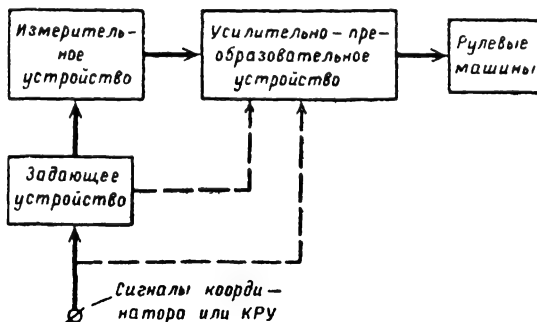 Измеритель-
ное
устройство
Усилительно-пре-
образовательное
устройство
Рулевые
машины
Задающее
устройство
Сигналы коорди-
натора или КРУ